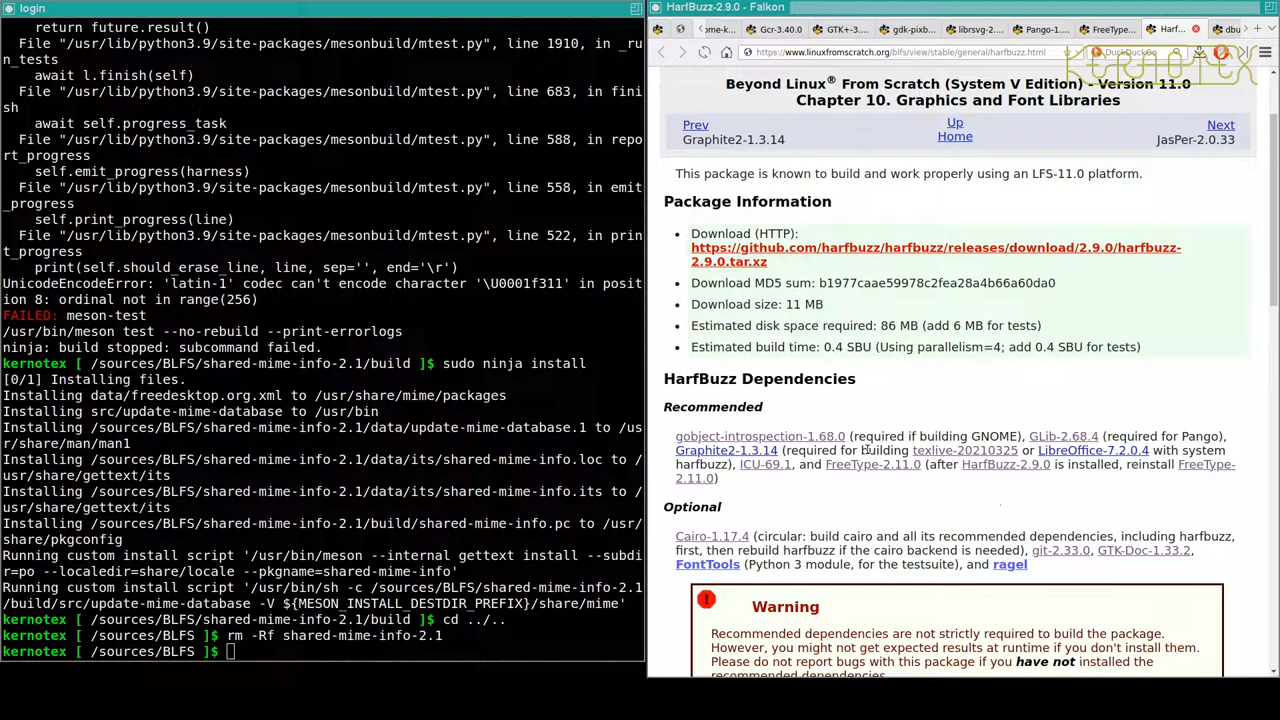 login
return future.result()
File "/usr/lib/python3.9/site-packages/mesonbuild/mtest.py", line 1910, in _ru
n_tests
await l.finish(self)
File "/usr/lib/python3.9/site-packages/mesonbuild/mtest.py", line 683, in fini
sh
await self.progress_task
File "/usr/lib/python3.9/site-packages/mesonbuild/mtest.py", line 588, in repo
rt_progress
self.emit_progress(harness)
File "/usr/lib/python3.9/site-packages/mesonbuild/mtest.py", line 558, in emit
_progress
self.print_progress(line)
File "/usr/lib/python3.9/site-packages/mesonbuild/mtest.py", line 522, in prin
t_progress
print(self.should_erase_line, line, sep='', end='\r')
UnicodeEncodeError: 'latin-1' codec can't encode character '\U0001f311' in posit
ion 8: ordinal not in range(256)
FAILED: meson-test
/usr/bin/meson test --no-rebuild --print-errorlogs
ninja: build stopped: subcommand failed.
kernotex [ /sources/BLFS/shared-mime-info-2.1/build ]$ sudo ninja install
[0/1] Installing files.
Installing data/freedesktop.org.xml to /usr/share/mime/packages
Installing src/update-mime-database to /usr/bin
Installing /sources/BLFS/shared-mime-info-2.1/data/update-mime-database.1 to /us
r/share/man/man1
Installing /sources/BLFS/shared-mime-info-2.1/data/its/shared-mime-info.loc to /
usr/share/gettext/its
Installing /sources/BLFS/shared-mime-info-2.1/data/its/shared-mime-info.its to /
usr/share/gettext/its
Installing /sources/BLFS/shared-mime-info-2.1/build/shared-mime-info.pc to /usr/
share/pkgconfig
Running custom install script '/usr/bin/meson --internal gettext install --subdi
r=po --localedir=share/locale --pkgname=shared-mime-info'
Running custom install script '/usr/bin/sh -c /sources/BLFS/shared-mime-info-2.1
/build/src/update-mime-database -V ${MESON_INSTALL_DESTDIR_PREFIX}/share/mime'
kernotex [ /sources/BLFS/shared-mime-info-2.1/build ]$ cd ../..
kernotex [ /sources/BLFS ]$ rm -Rf shared-mime-info-2.1
kernotex [ /sources/BLFS ]$
HarfBuzz-2.9.0 - Falkon
ome-k... Gcr-3.40.0 GTK+-3.... gdk-pixb... librsvg-2.... Pango-1.... FreeType... Harf... dbu
https://www.linuxfromscratch.org/blfs/view/stable/general/harfbuzz.html DuckDuckGo
KERNOTEX
Beyond Linux® From Scratch (System V Edition) - Version 11.0
Chapter 10. Graphics and Font Libraries
Prev Up Next
Graphite2-1.3.14 Home JasPer-2.0.33
This package is known to build and work properly using an LFS-11.0 platform.
Package Information
Download (HTTP):
https://github.com/harfbuzz/harfbuzz/releases/download/2.9.0/harfbuzz-
2.9.0.tar.xz
Download MD5 sum: b1977caae59978c2fea28a4b66a60da0
Download size: 11 MB
Estimated disk space required: 86 MB (add 6 MB for tests)
Estimated build time: 0.4 SBU (Using parallelism=4; add 0.4 SBU for tests)
HarfBuzz Dependencies
Recommended
gobject-introspection-1.68.0 (required if building GNOME), GLib-2.68.4 (required for Pango),
Graphite2-1.3.14 (required for building texlive-20210325 or LibreOffice-7.2.0.4 with system
harfbuzz), ICU-69.1, and FreeType-2.11.0 (after HarfBuzz-2.9.0 is installed, reinstall FreeType-
2.11.0)
Optional
Cairo-1.17.4 (circular: build cairo and all its recommended dependencies, including harfbuzz,
first, then rebuild harfbuzz if the cairo backend is needed), git-2.33.0, GTK-Doc-1.33.2,
FontTools (Python 3 module, for the testsuite), and ragel
Warning
Recommended dependencies are not strictly required to build the package.
However, you might not get expected results at runtime if you don't install them.
Please do not report bugs with this package if you have not installed the
recommended dependencies.